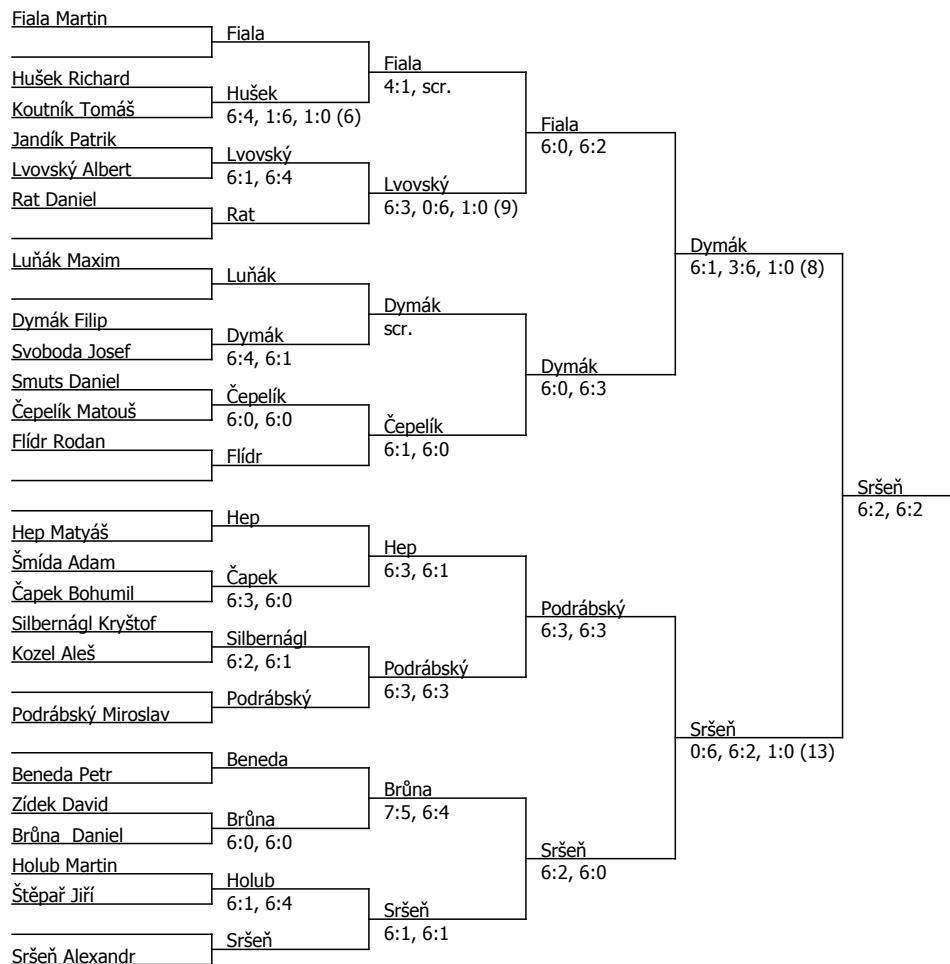 Fiala Martin
Fiala
Fiala
4:1, scr.
Hušek Richard
Hušek
Koutník Tomáš
6:4, 1:6, 1:0 (6)
Fiala
6:0, 6:2
Jandík Patrik
Lvovský
Lvovský Albert
6:1, 6:4
Lvovský
6:3, 0:6, 1:0 (9)
Rat Daniel
Rat
Dymák
6:1, 3:6, 1:0 (8)
Luňák Maxim
Luňák
Dymák
scr.
Dymák Filip
Dymák
Svoboda Josef
6:4, 6:1
Dymák
6:0, 6:3
Smuts Daniel
Čepelík
Čepelík Matouš
6:0, 6:0
Čepelík
6:1, 6:0
Flídr Rodan
Flídr
Sršeň
6:2, 6:2
Hep
Hep Matyáš
Hep
6:3, 6:1
Šmída Adam
Čapek
Čapek Bohumil
6:3, 6:0
Podrábský
6:3, 6:3
Silbernágl Kryštof
Silbernágl
Kozel Aleš
6:2, 6:1
Podrábský
6:3, 6:3
Podrábský
Podrábský Miroslav
Sršeň
0:6, 6:2, 1:0 (13)
Beneda
Beneda Petr
Brůna
7:5, 6:4
Zídek David
Brůna
Brůna  Daniel
6:0, 6:0
Sršeň
6:2, 6:0
Holub Martin
Holub
Štěpař Jiří
6:1, 6:4
Sršeň
6:1, 6:1
Sršeň
Sršeň Alexandr